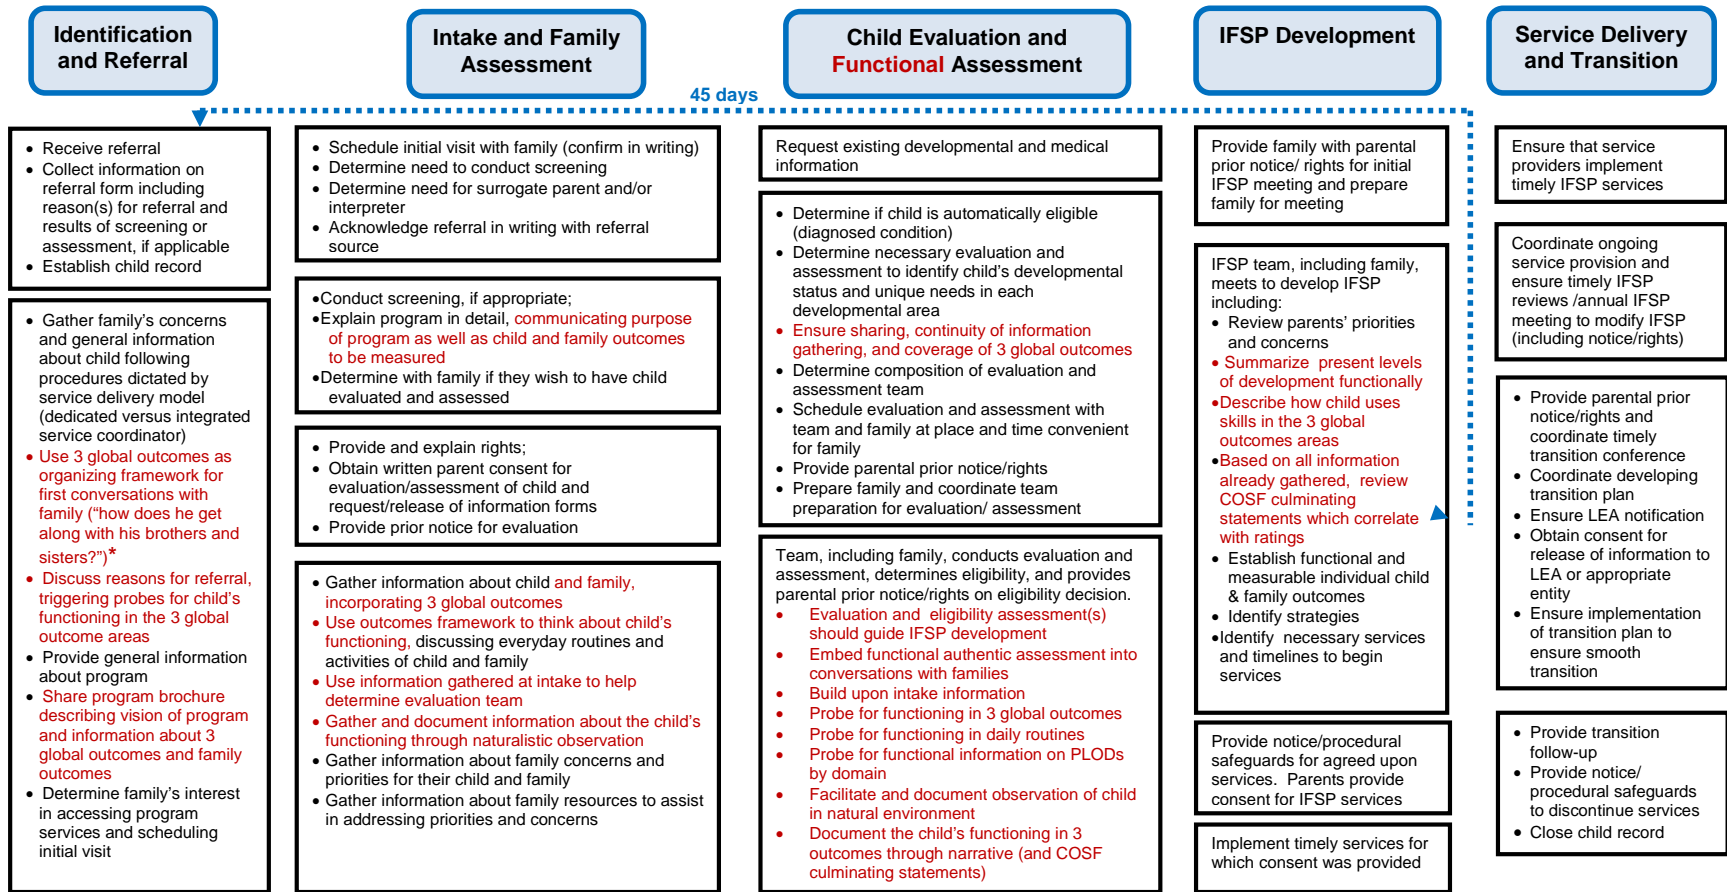 Identification
and Referral
Intake and Family
Assessment
Child Evaluation and
Functional Assessment
IFSP Development
Service Delivery
and Transition
45 days
• Receive referral
• Collect information on
referral form including
reason(s) for referral and
results of screening or
assessment, if applicable
• Establish child record
• Gather family’s concerns
and general information
about child following
procedures dictated by
service delivery model
(dedicated versus integrated
service coordinator)
• Use 3 global outcomes as
organizing framework for
first conversations with
family (“how does he get
along with his brothers and
sisters?”)*
• Discuss reasons for referral,
triggering probes for child’s
functioning in the 3 global
outcome areas
• Provide general information
about program
• Share program brochure
describing vision of program
and information about 3
global outcomes and family
outcomes
• Determine family’s interest
in accessing program
services and scheduling
initial visit
• Schedule initial visit with family (confirm in writing)
• Determine need to conduct screening
• Determine need for surrogate parent and/or
interpreter
• Acknowledge referral in writing with referral
source
•Conduct screening, if appropriate;
•Explain program in detail, communicating purpose
of program as well as child and family outcomes
to be measured
•Determine with family if they wish to have child
evaluated and assessed
• Provide and explain rights;
• Obtain written parent consent for
evaluation/assessment of child and
request/release of information forms
• Provide prior notice for evaluation
• Gather information about child and family,
incorporating 3 global outcomes
• Use outcomes framework to think about child’s
functioning, discussing everyday routines and
activities of child and family
• Use information gathered at intake to help
determine evaluation team
• Gather and document information about the child’s
functioning through naturalistic observation
• Gather information about family concerns and
priorities for their child and family
• Gather information about family resources to assist
in addressing priorities and concerns
Request existing developmental and medical
information
• Determine if child is automatically eligible
(diagnosed condition)
• Determine necessary evaluation and
assessment to identify child’s developmental
status and unique needs in each
developmental area
• Ensure sharing, continuity of information
gathering, and coverage of 3 global outcomes
• Determine composition of evaluation and
assessment team
• Schedule evaluation and assessment with
team and family at place and time convenient
for family
• Provide parental prior notice/rights
• Prepare family and coordinate team
preparation for evaluation/ assessment
Team, including family, conducts evaluation and
assessment, determines eligibility, and provides
parental prior notice/rights on eligibility decision.
• Evaluation and eligibility assessment(s)
should guide IFSP development
• Embed functional authentic assessment into
conversations with families
• Build upon intake information
• Probe for functioning in 3 global outcomes
• Probe for functioning in daily routines
• Probe for functional information on PLODs
by domain
• Facilitate and document observation of child
in natural environment
• Document the child’s functioning in 3
outcomes through narrative (and COSF
culminating statements)
Provide family with parental
prior notice/ rights for initial
IFSP meeting and prepare
family for meeting
IFSP team, including family,
meets to develop IFSP
including:
• Review parents’ priorities
and concerns
• Summarize present levels
of development functionally
•Describe how child uses
skills in the 3 global
outcomes areas
•Based on all information
already gathered, review
COSF culminating
statements which correlate
with ratings
• Establish functional and
measurable individual child
& family outcomes
• Identify strategies
•Identify necessary services
and timelines to begin
services
Provide notice/procedural
safeguards for agreed upon
services. Parents provide
consent for IFSP services
Implement timely services for
which consent was provided
Ensure that service
providers implement
timely IFSP services
Coordinate ongoing
service provision and
ensure timely IFSP
reviews /annual IFSP
meeting to modify IFSP
(including notice/rights)
• Provide parental prior
notice/rights and
coordinate timely
transition conference
• Coordinate developing
transition plan
• Ensure LEA notification
• Obtain consent for
release of information to
LEA or appropriate
entity
• Ensure implementation
of transition plan to
ensure smooth
transition
• Provide transition
follow-up
• Provide notice/
procedural safeguards
to discontinue services
• Close child record